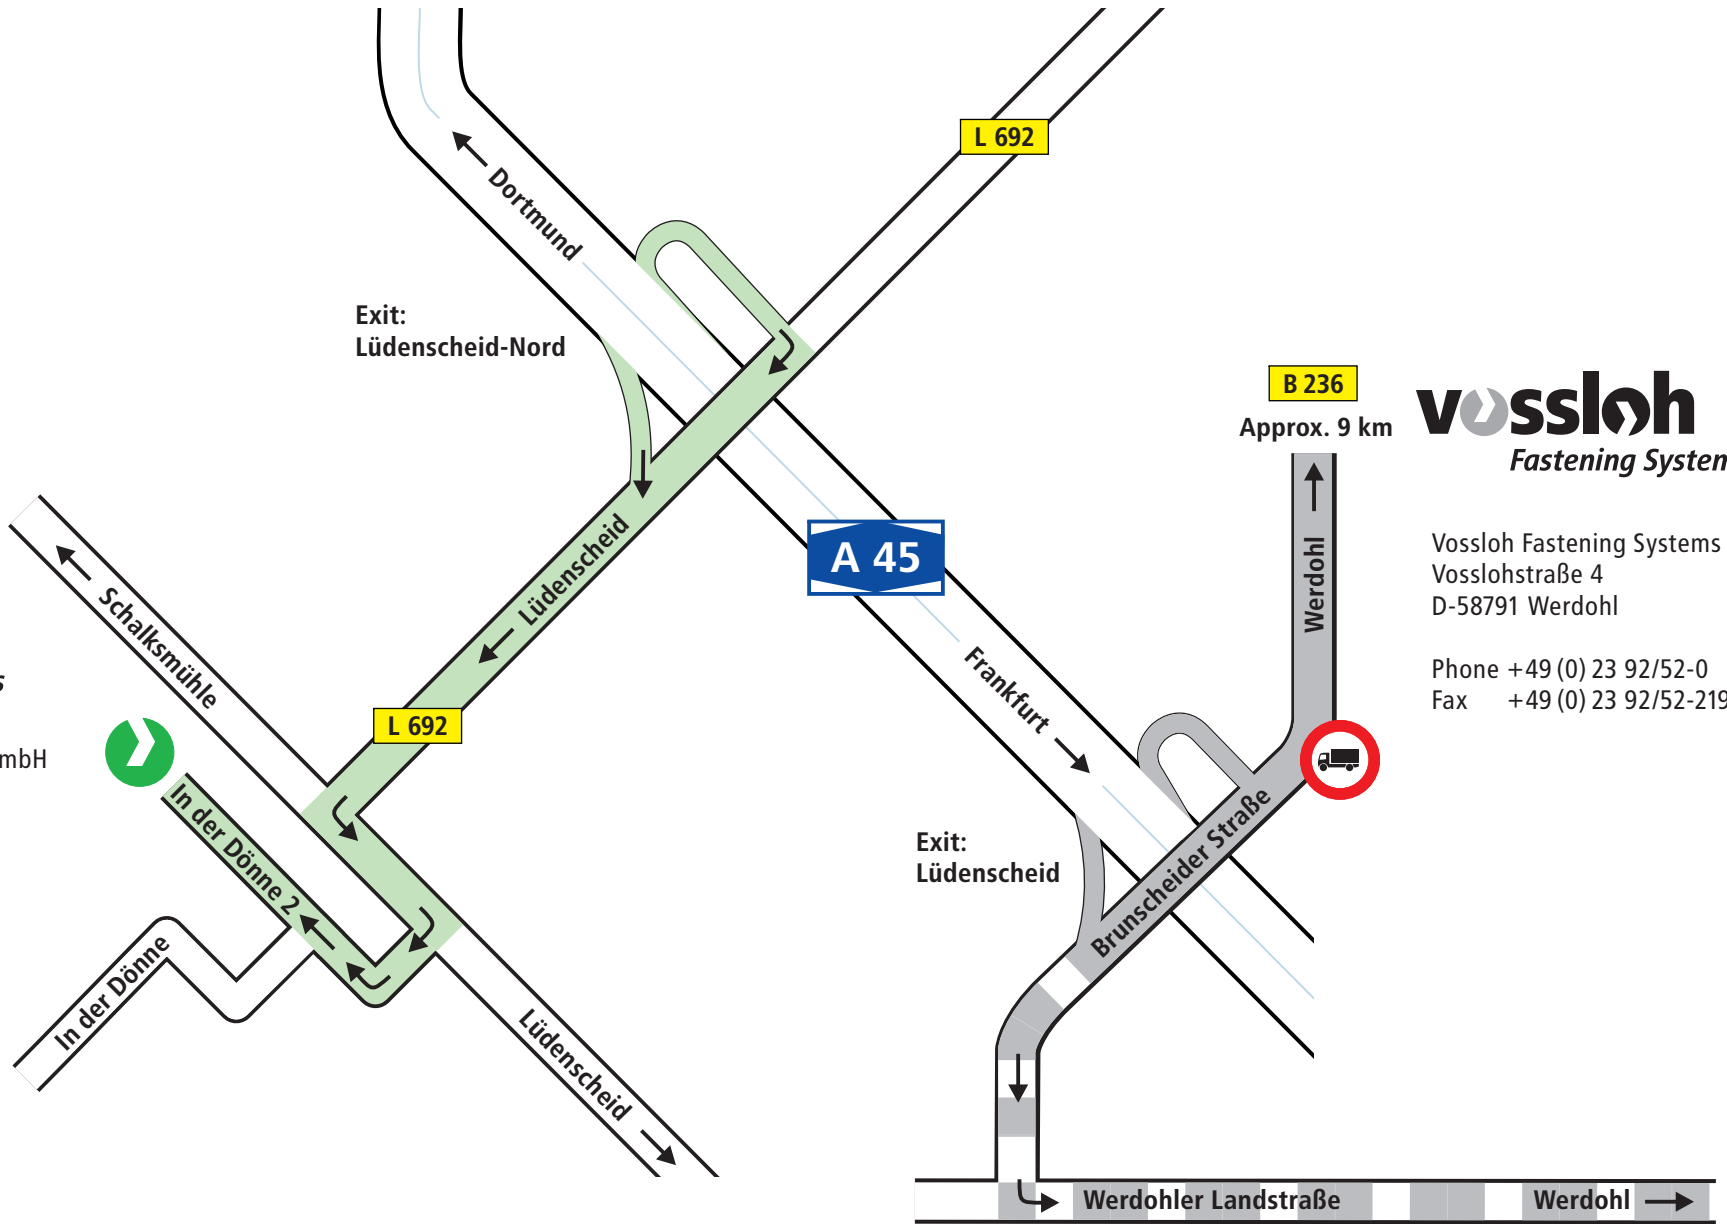 L 692
Dortmund
Exit:
Lüdenscheid-Nord
B 236
Approx. 9 km
vossloh
Fastening System
Vossloh Fastening Systems
Vosslohstraße 4
D-58791 Werdohl
Phone +49 (0) 23 92/52-0
Fax +49 (0) 23 92/52-219
Werdohl
A 45
Lüdenscheid
Schalksmühle
Frankfurt
s
L 692
mbH
In der Dönne 2
In der Dönne
Exit:
Lüdenscheid
Brunscheider Straße
Lüdenscheid
Werdohler Landstraße
Werdohl